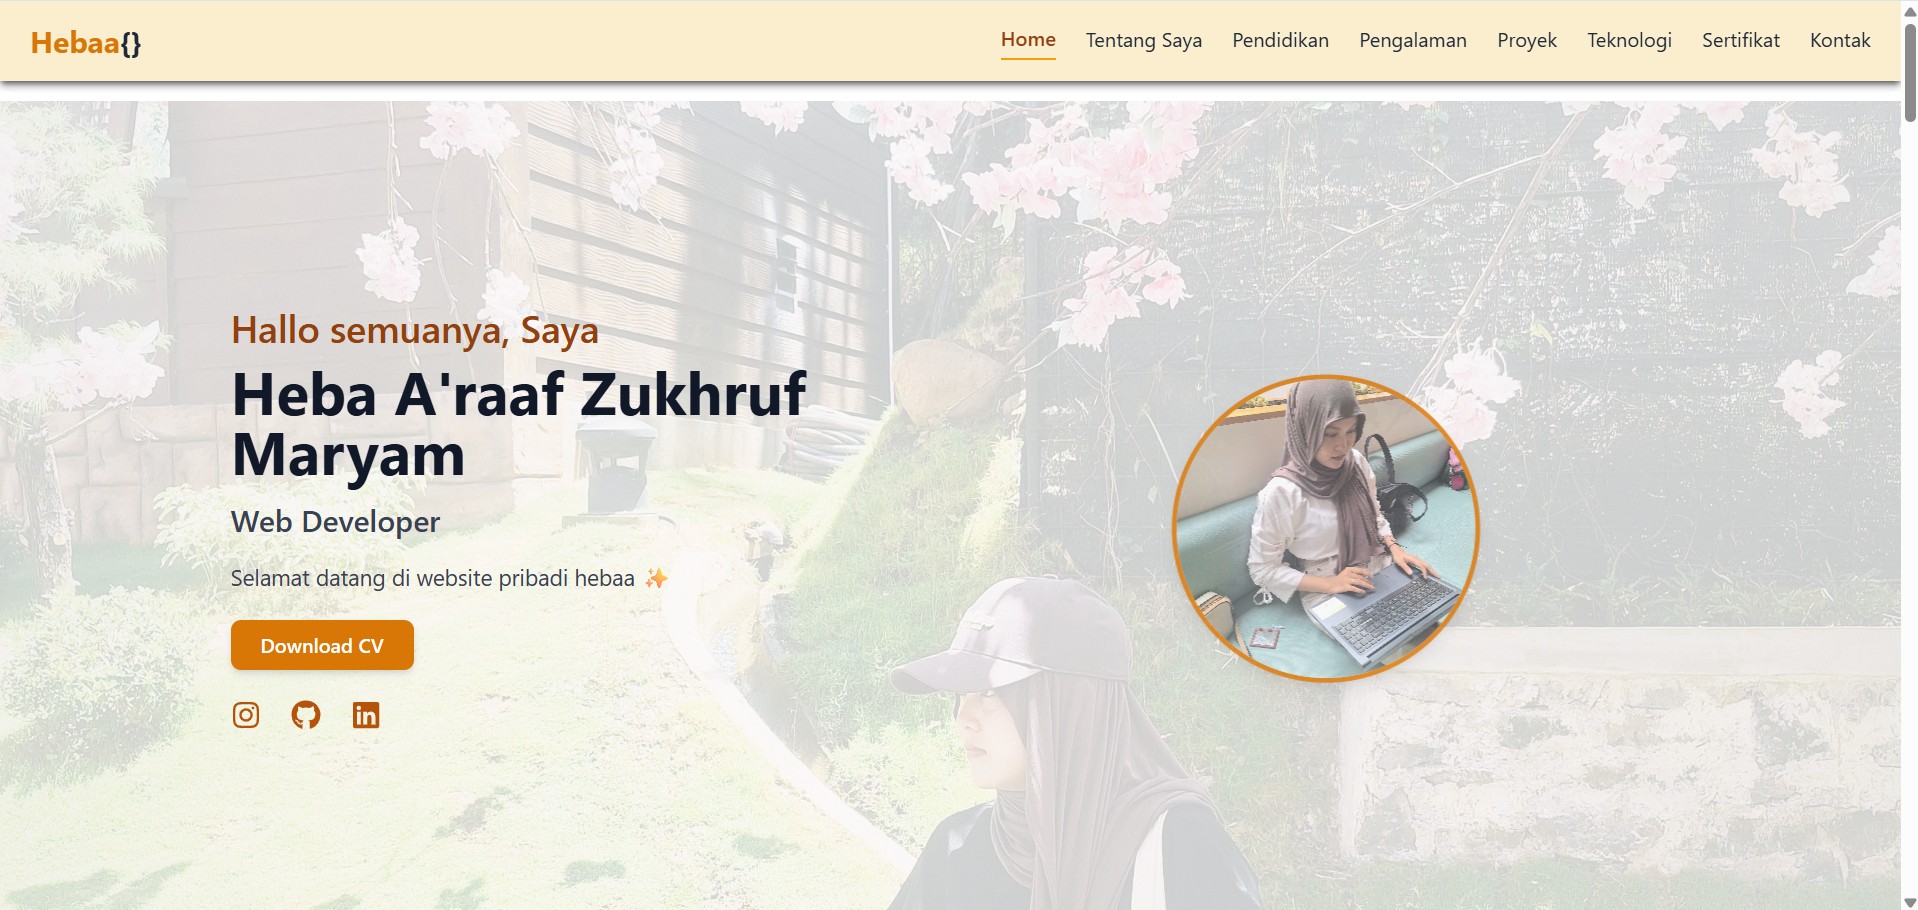 Hebaa{}
Home Tentang Saya Pendidikan Pengalaman Proyek Teknologi Sertifikat Kontak
Hallo semuanya, Saya
Heba A'raaf Zukhruf
Maryam
Web Developer
Selamat datang di website pribadi hebaa ✨
Download CV